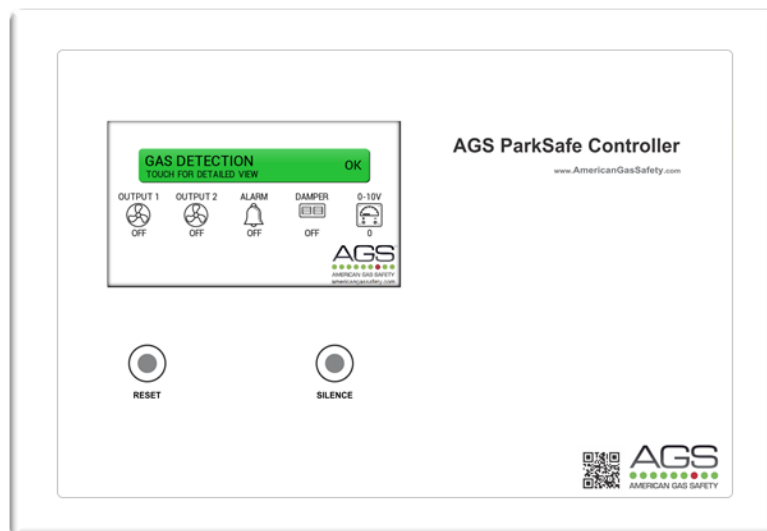 AGS ParkSafe Controller
www.AmericanGasSafety.com
GAS DETECTION OK
TOUCH FOR DETAILED VIEW
OUTPUT 1 OUTPUT 2 ALARM DAMPER 0-10V
OFF OFF OFF OFF 0
AGS
AMERICAN GAS SAFETY
americangassafety.com
RESET SILENCE
AGS
AMERICAN GAS SAFETY